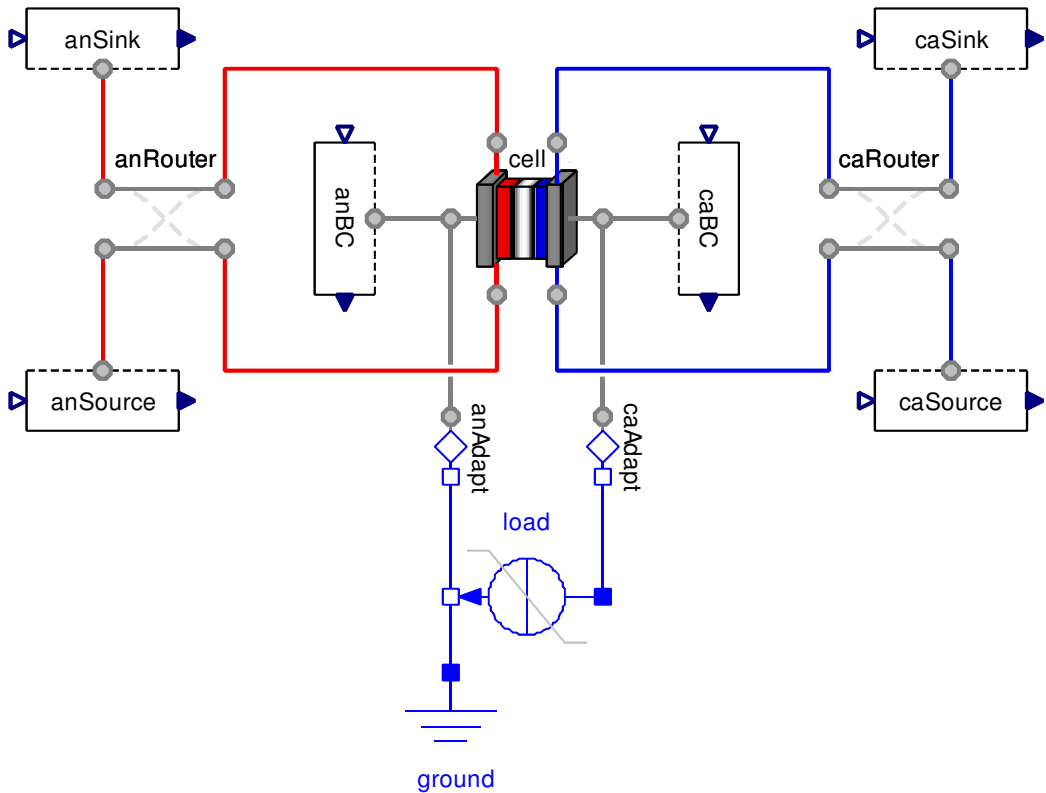 anSink
caSink
anRouter
cell
caRouter
anBC
caBC
anSource
caSource
anAdapt
caAdapt
load
ground